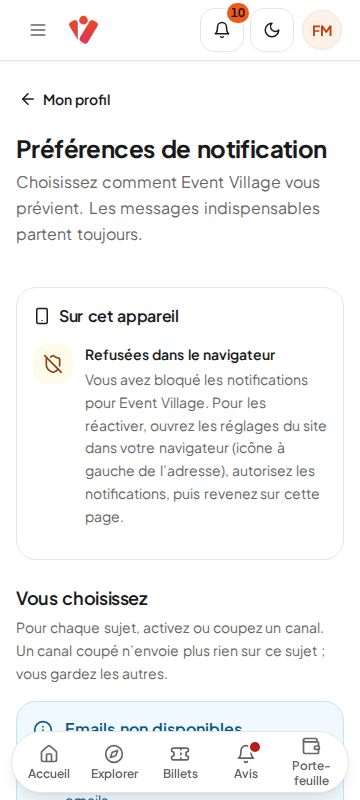 10
FM
Mon profil
Préférences de notification
Choisissez comment Event Village vous
prévient. Les messages indispensables
partent toujours.
Sur cet appareil
Refusées dans le navigateur
Vous avez bloqué les notifications
pour Event Village. Pour les
réactiver, ouvrez les réglages du site
dans votre navigateur (icône à
gauche de l'adresse), autorisez les
notifications, puis revenez sur cette
page.
Vous choisissez
Pour chaque sujet, activez ou coupez un canal.
Un canal coupé n'envoie plus rien sur ce sujet ;
vous gardez les autres.
Emails non disponibles
Accueil
Explorer
Billets
Avis
Porte-
feuille
emails